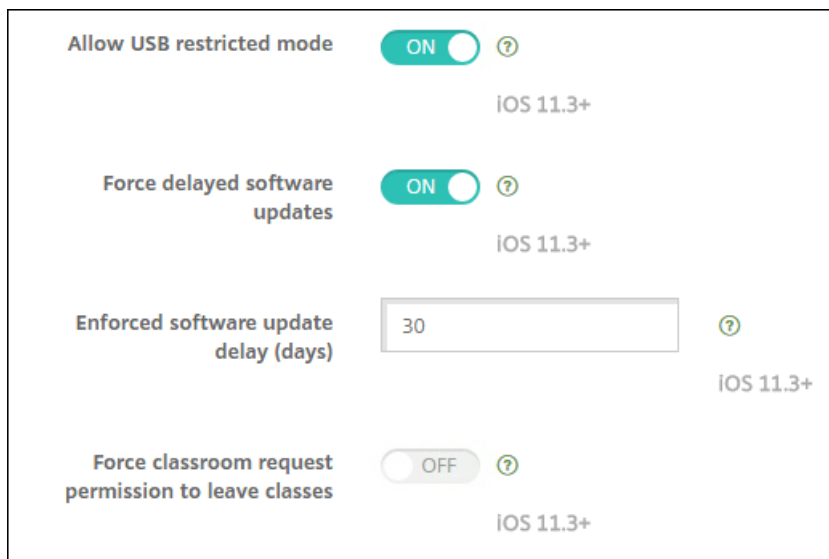 Allow USB restricted mode
ON
iOS 11.3+
Force delayed software
updates
ON
iOS 11.3+
Enforced software update
delay (days)
30
iOS 11.3+
Force classroom request
permission to leave classes
OFF
iOS 11.3+